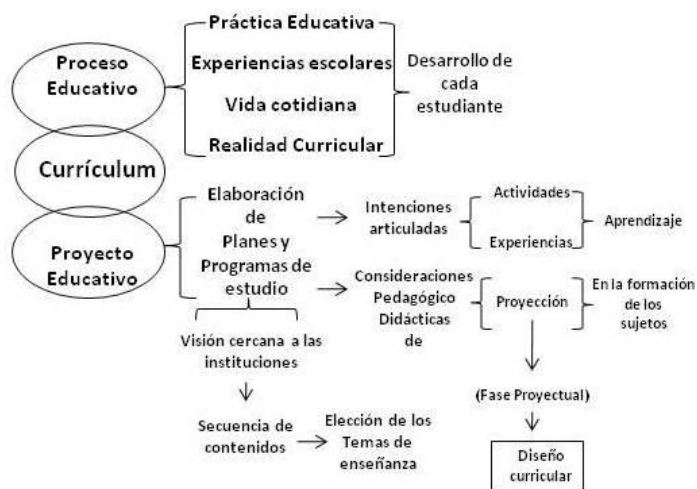 Proceso
Educativo
Práctica Educativa
Experiencias escolares
Vida cotidiana
Realidad Curricular
Desarrollo de
cada
estudiante
Currículum
Proyecto
Educativo
Elaboración
de
Planes y
Programas de
estudio
Intenciones
articuladas
Actividades
Experiencias
Aprendizaje
Consideraciones
Pedagógico
Didácticas
de
Proyección
En la formación
de los
sujetos
Visión cercana a las
instituciones
Secuencia de
contenidos
Elección de los
Temas de
enseñanza
(Fase Proyectual)
Diseño
curricular